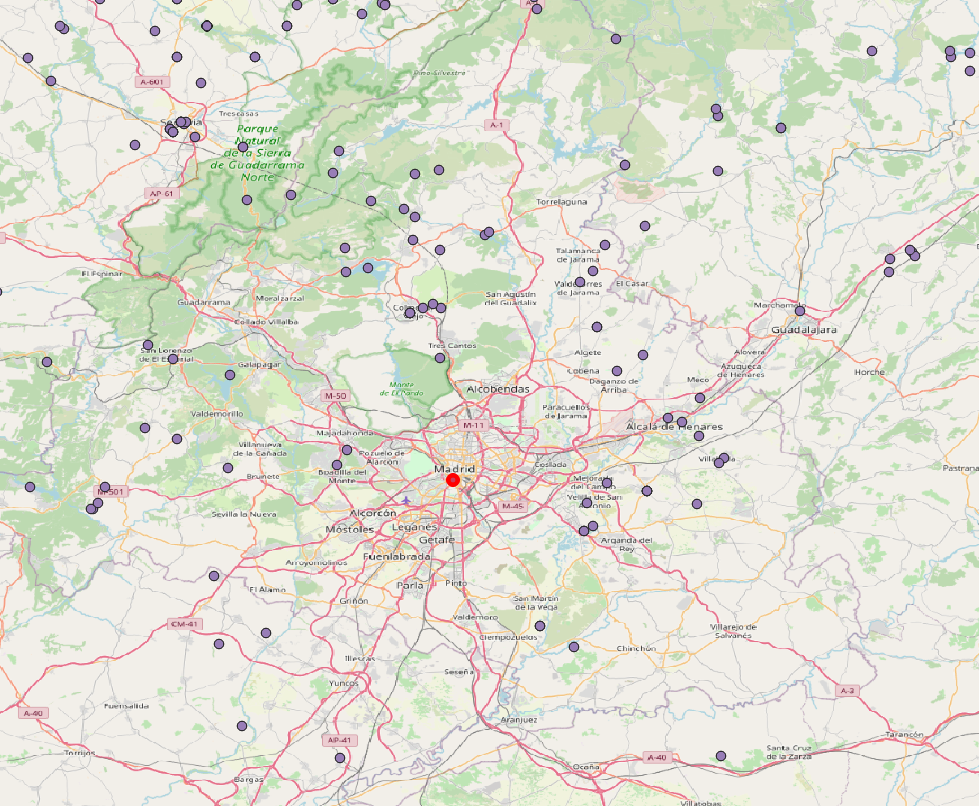 A-601
Pino Silvestre
Trescasas
Parque
Natural
de la Sierra
de Guadarrama
Norte
A-1
AP-61
Torrelaguna
Talamanca
de Jarama
El Espinar
Valdetorres
de Jarama
El Casar
Guadarrama
Moralzarzal
San Agustín
del Guadalix
Marchamalo
Guadalajara
Collado Villalba
Tres Cantos
San Lorenzo
de El Escorial
Galapagar
Algete
Cobeña
Daganzo de
Arriba
Alovera
Azuqueca
de Henares
Horche
Meco
Monte
de El Pardo
Alcobendas
M-50
Valdemorillo
Paracuellos
de Jarama
M-11
Majadahonda
Alcalá de Henares
Villanueva
de la Cañada
Pozuelo de
Alarcón
Madrid
Coslada
Pastrana
Brunete
Boadilla del
Monte
Mejorada
del Campo
M-501
Velilla de San
Antonio
M-45
Sevilla la Nueva
Alcorcón
Móstoles
Leganés
Getafe
Arganda del
Rey
Fuenlabrada
Arroyomolinos
El Álamo
Parla
Pinto
Griñón
San Martín
de la Vega
Valdemoro
CM-41
Ciempozuelos
Villarejo de
Salvanés
Chinchón
Illescas
Seseña
Yuncos
A-3
Fuensalida
A-40
Aranjuez
Tarancón
AP-41
Torrijos
Santa Cruz
de la Zarza
A-40
Ocaña
Bargas
Villatobas